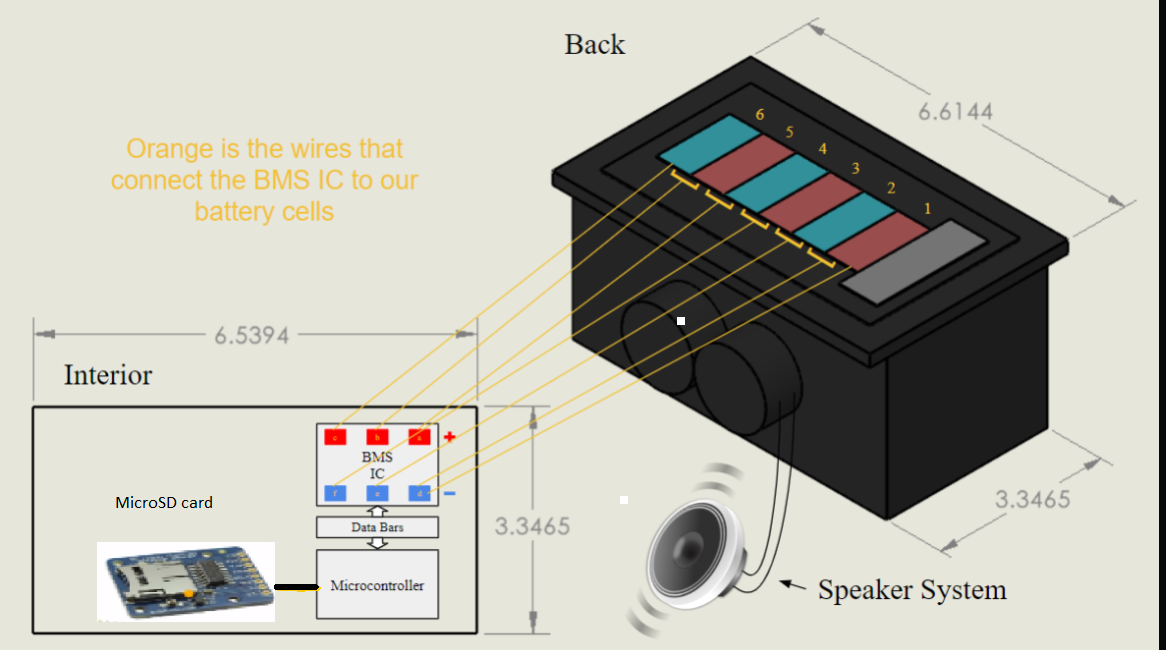 Back
6.6144
6
5
4
3
2
1
Orange is the wires that
connect the BMS IC to our
battery cells
6.5394
Interior
c b a +
BMS
IC
f e d −
MicroSD card
Data Bars
3.3465
3.3465
Microcontroller
Speaker System